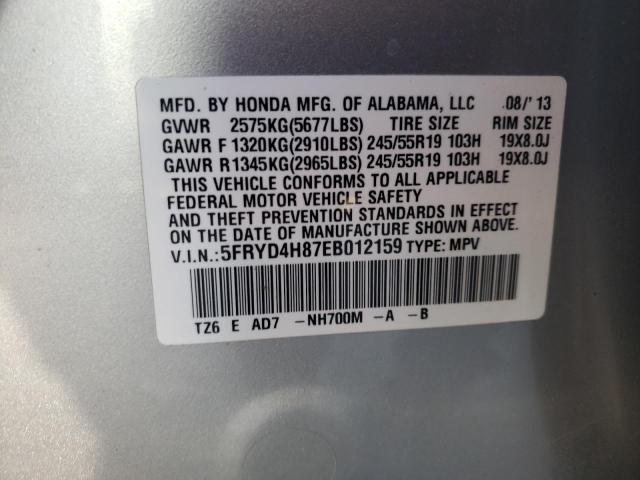 MFD. BY HONDA MFG. OF ALABAMA, LLC 08/'13
GVWR 2575KG(5677LBS) TIRE SIZE RIM SIZE
GAWR F 1320KG(2910LBS) 245/55R19 103H 19X8.0J
GAWR R 1345KG(2965LBS) 245/55R19 103H 19X8.0J
THIS VEHICLE CONFORMS TO ALL APPLICABLE
FEDERAL MOTOR VEHICLE SAFETY
AND THEFT PREVENTION STANDARDS IN EFFECT
ON THE DATE OF MANUFACTURE SHOWN ABOVE.
V.I.N.:5FRYD4H87EB012159 TYPE: MPV
TZ6 E AD7 -NH700M -A -B